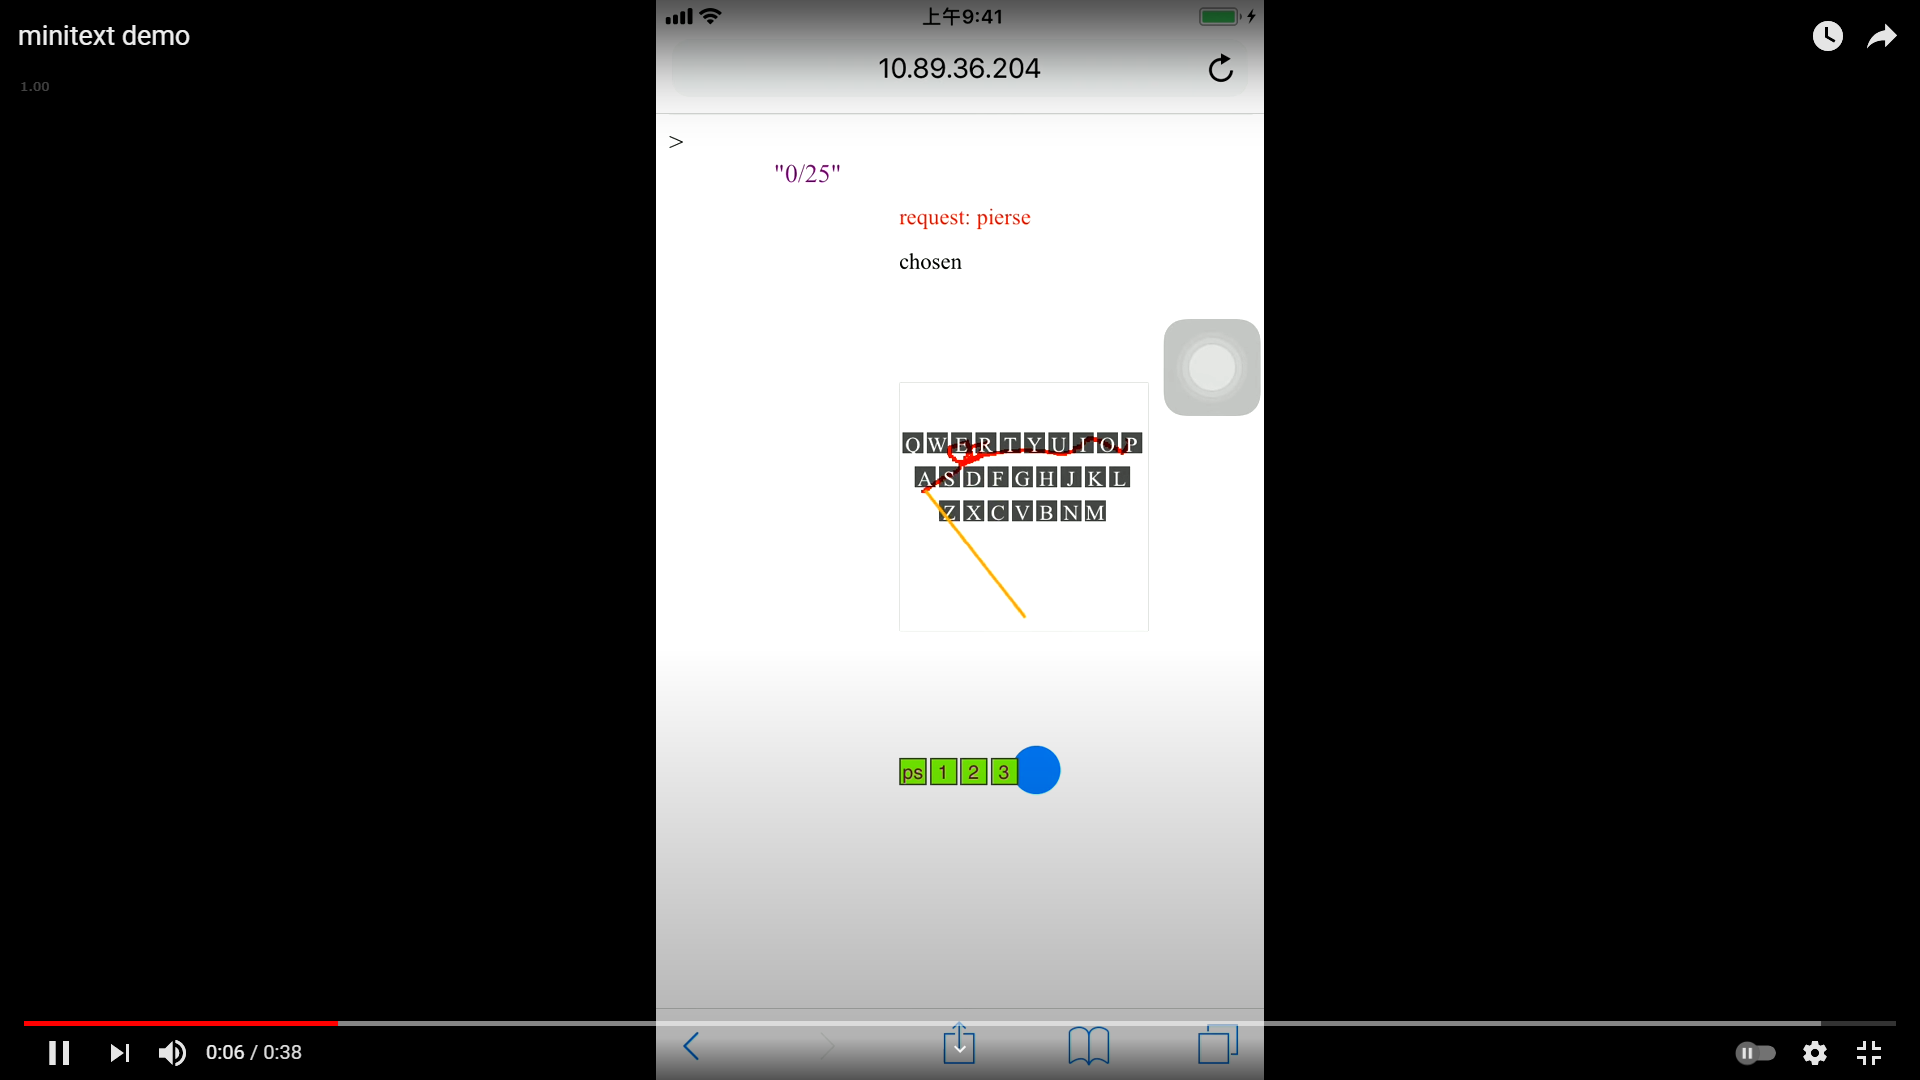 minitext demo
1.00
上午9:41
10.89.36.204
>
"0/25"
request: pierse
chosen
Q W E R T Y U I O P
A S D F G H J K L
Z X C V B N M
ps 1 2 3
0:06 / 0:38